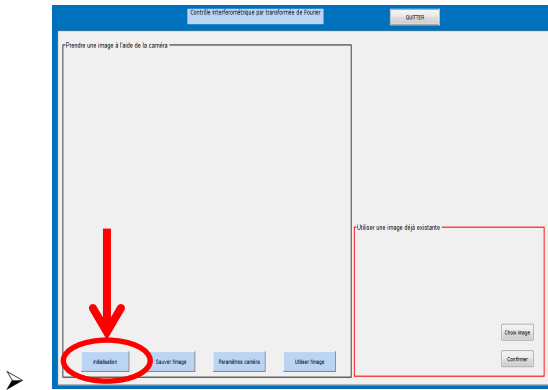 Contrôle interferométrique par transformée de Fourier
QUITTER
Prendre une image à l'aide de la caméra
Utiliser une image déjà existante
Choix image
Confirmer
Initialisation
Sauver l'image
Paramètres caméra
Utiliser l'image